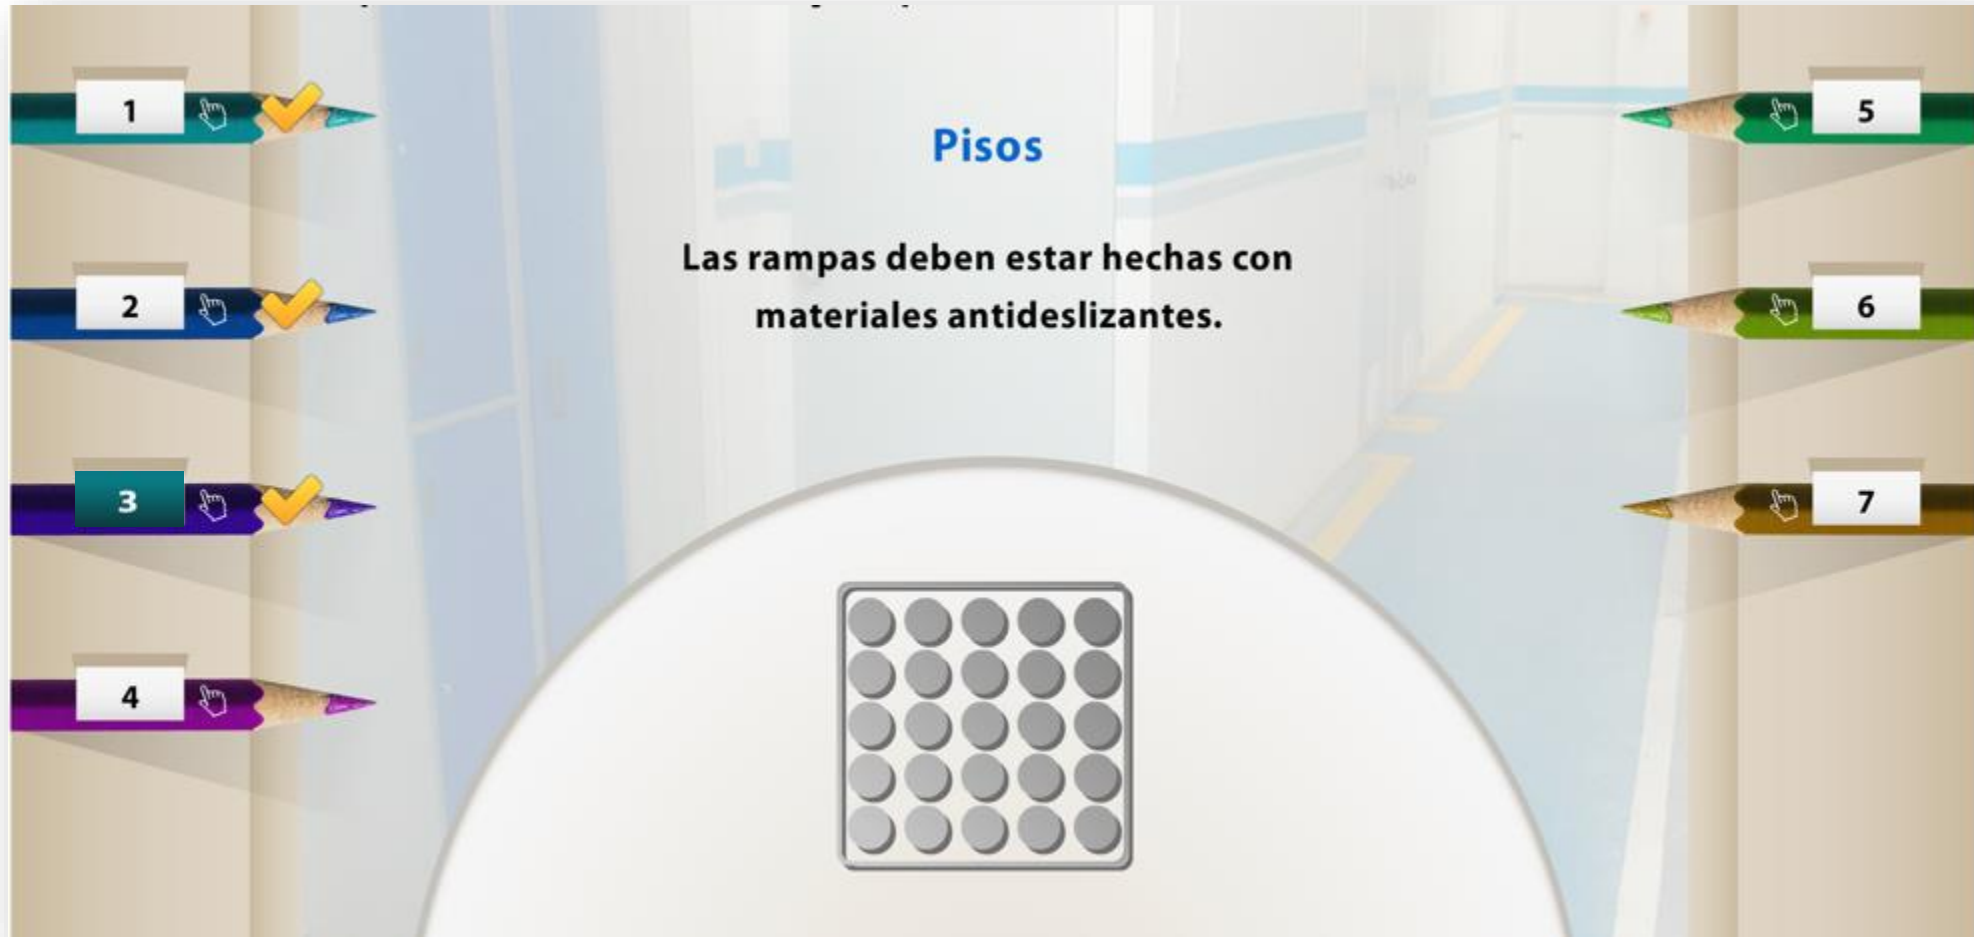 1
2
3
4
Pisos
Las rampas deben estar hechas con
materiales antideslizantes.
5
6
7